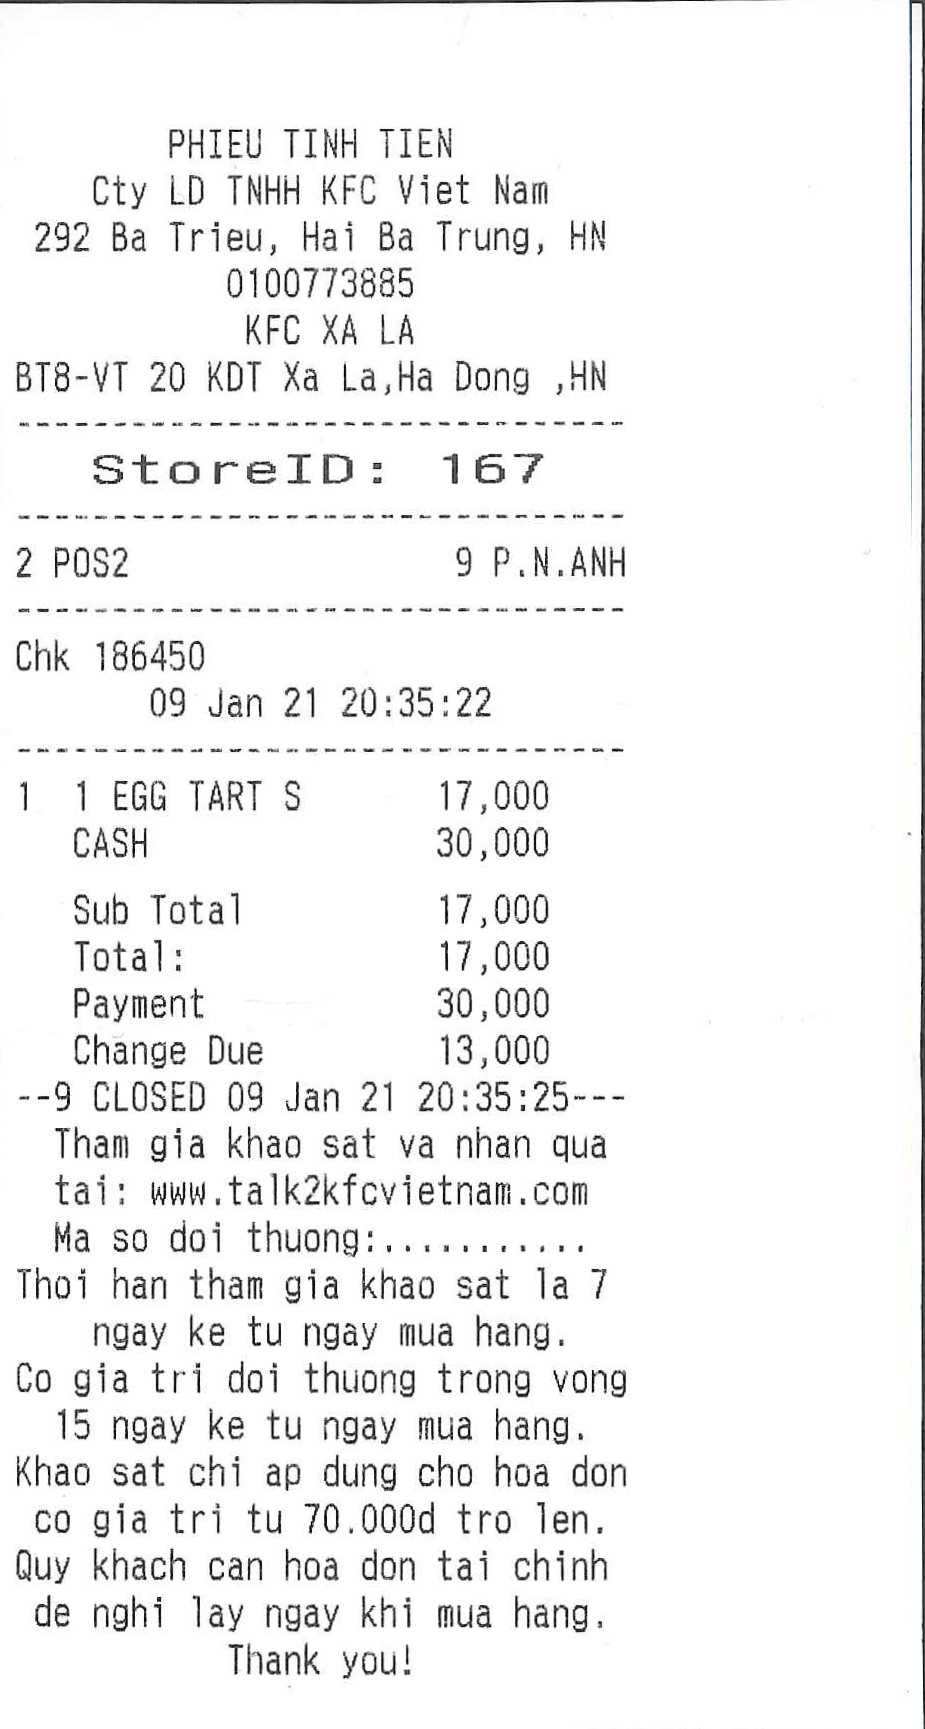 PHIEU TINH TIEN
Cty LD TNHH KFC Viet Nam
292 Ba Trieu, Hai Ba Trung, HN
0100773885
KFC XA LA
BT8-VT 20 KDT Xa La,Ha Dong ,HN
--------------------------------
StoreID: 167
--------------------------------
2 POS2 9 P.N.ANH
--------------------------------
Chk 186450
09 Jan 21 20:35:22
--------------------------------
1 1 EGG TART S 17,000
CASH 30,000
Sub Total 17,000
Total: 17,000
Payment 30,000
Change Due 13,000
--9 CLOSED 09 Jan 21 20:35:25---
Tham gia khao sat va nhan qua
tai: www.talk2kfcvietnam.com
Ma so doi thuong:...........
Thoi han tham gia khao sat la 7
ngay ke tu ngay mua hang.
Co gia tri doi thuong trong vong
15 ngay ke tu ngay mua hang.
Khao sat chi ap dung cho hoa don
co gia tri tu 70.000d tro len.
Quy khach can hoa don tai chinh
de nghi lay ngay khi mua hang.
Thank you!